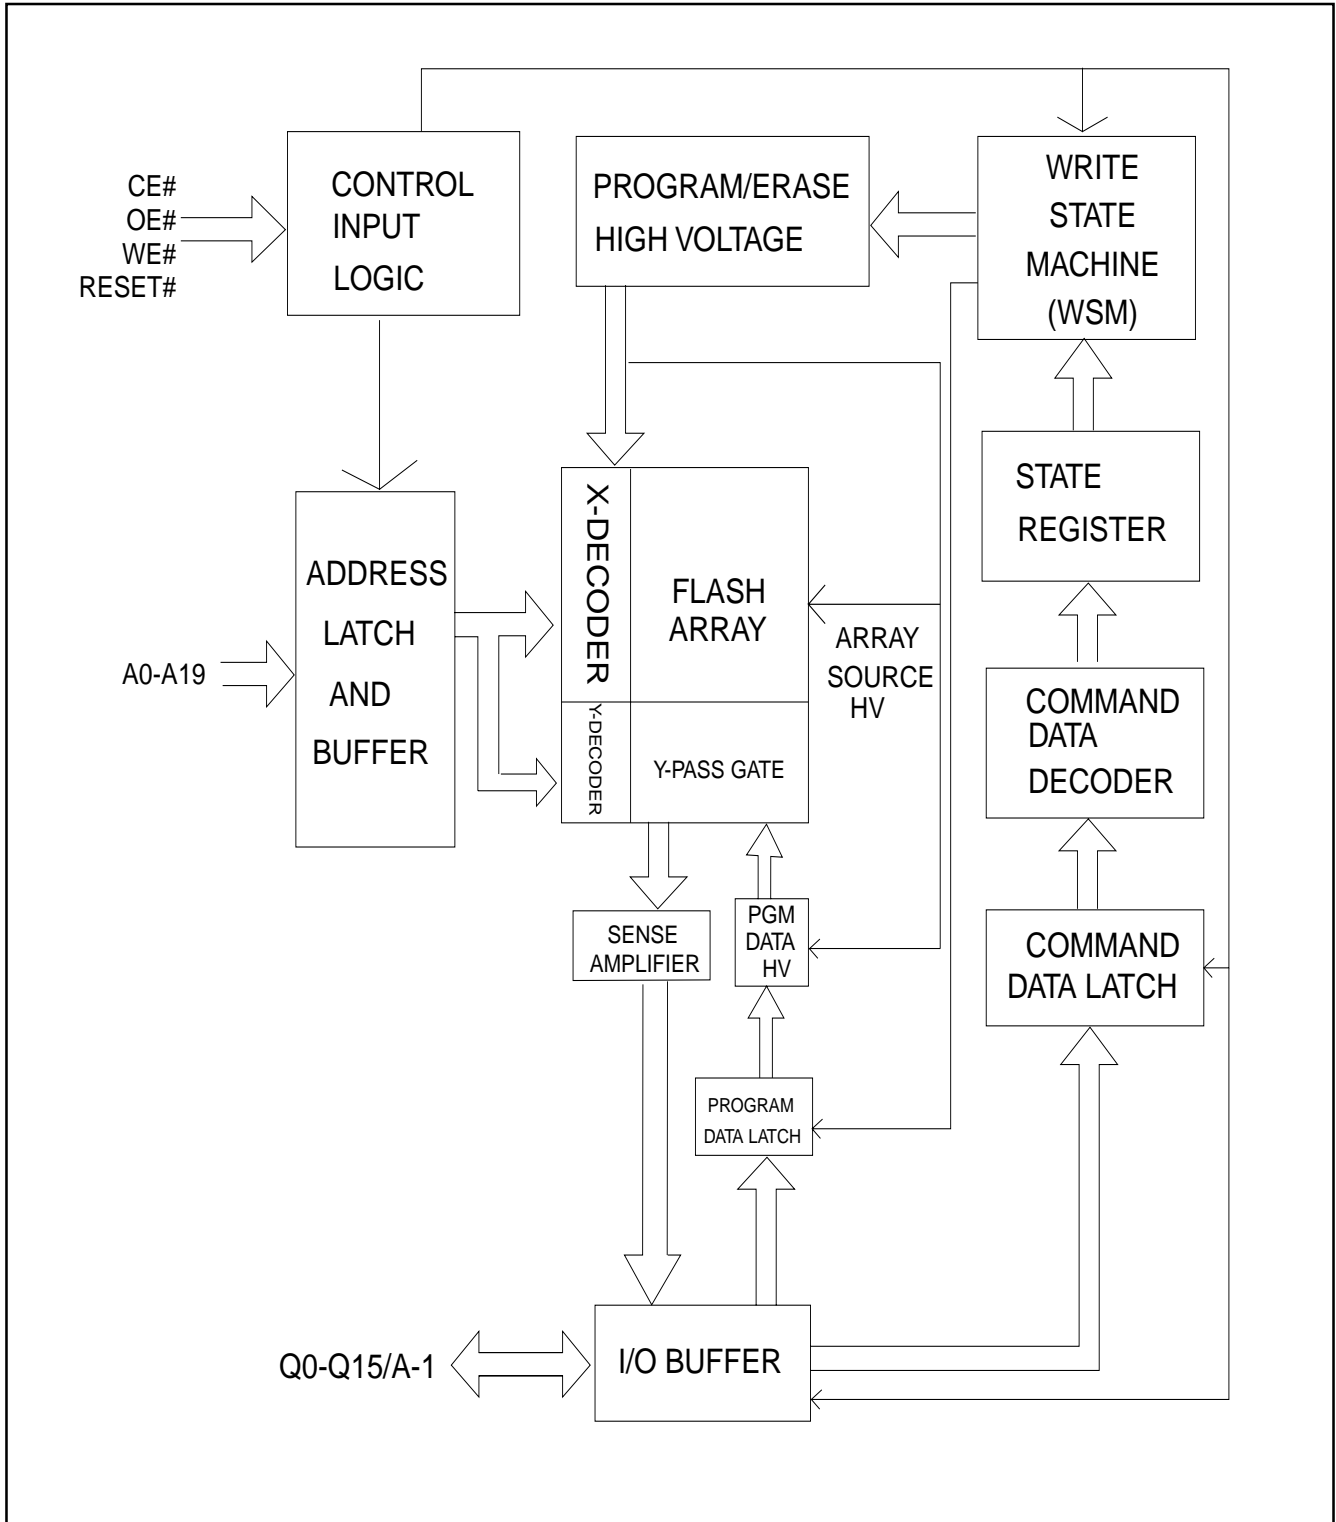 CE#
OE#
WE#
RESET#
CONTROL
INPUT
LOGIC
PROGRAM/ERASE
HIGH VOLTAGE
WRITE
STATE
MACHINE
(WSM)
STATE
REGISTER
ADDRESS
LATCH
AND
BUFFER
A0-A19
X-DECODER
FLASH
ARRAY
ARRAY
SOURCE
HV
Y-DECODER
Y-PASS GATE
COMMAND
DATA
DECODER
SENSE
AMPLIFIER
PGM
DATA
HV
COMMAND
DATA LATCH
PROGRAM
DATA LATCH
Q0-Q15/A-1
I/O BUFFER